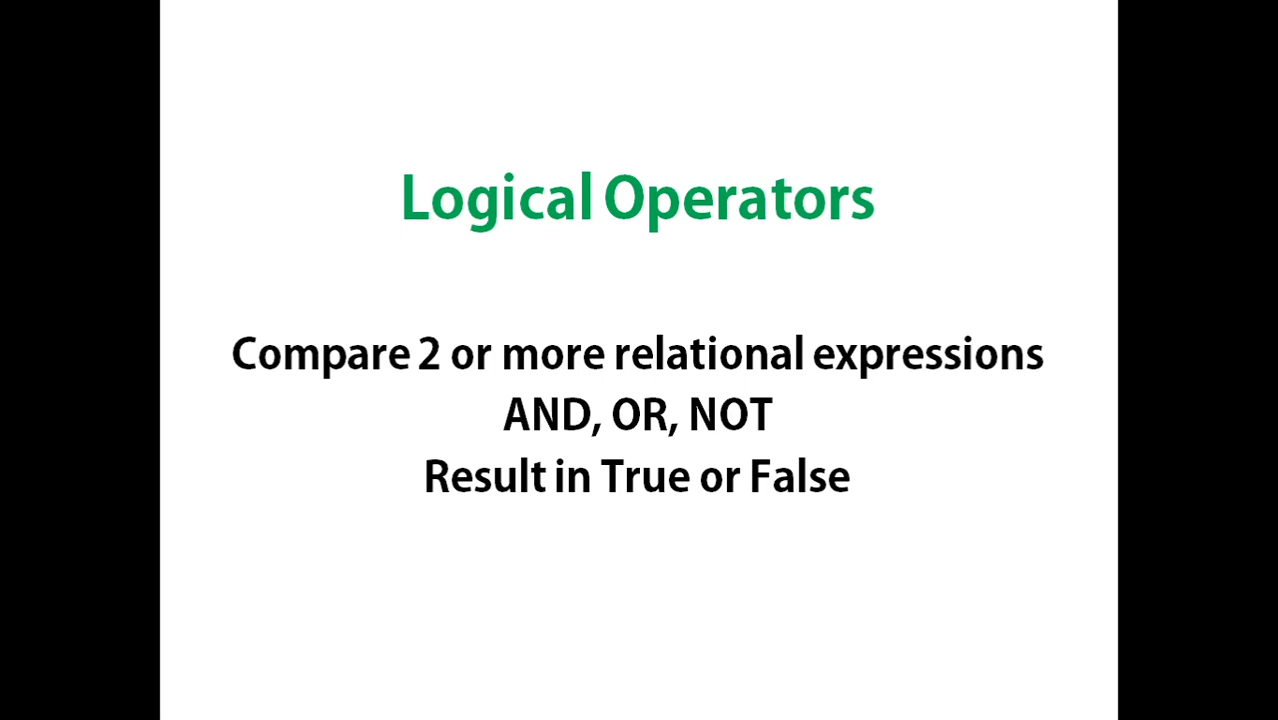 Logical Operators
Compare 2 or more relational expressions
AND, OR, NOT
Result in True or False